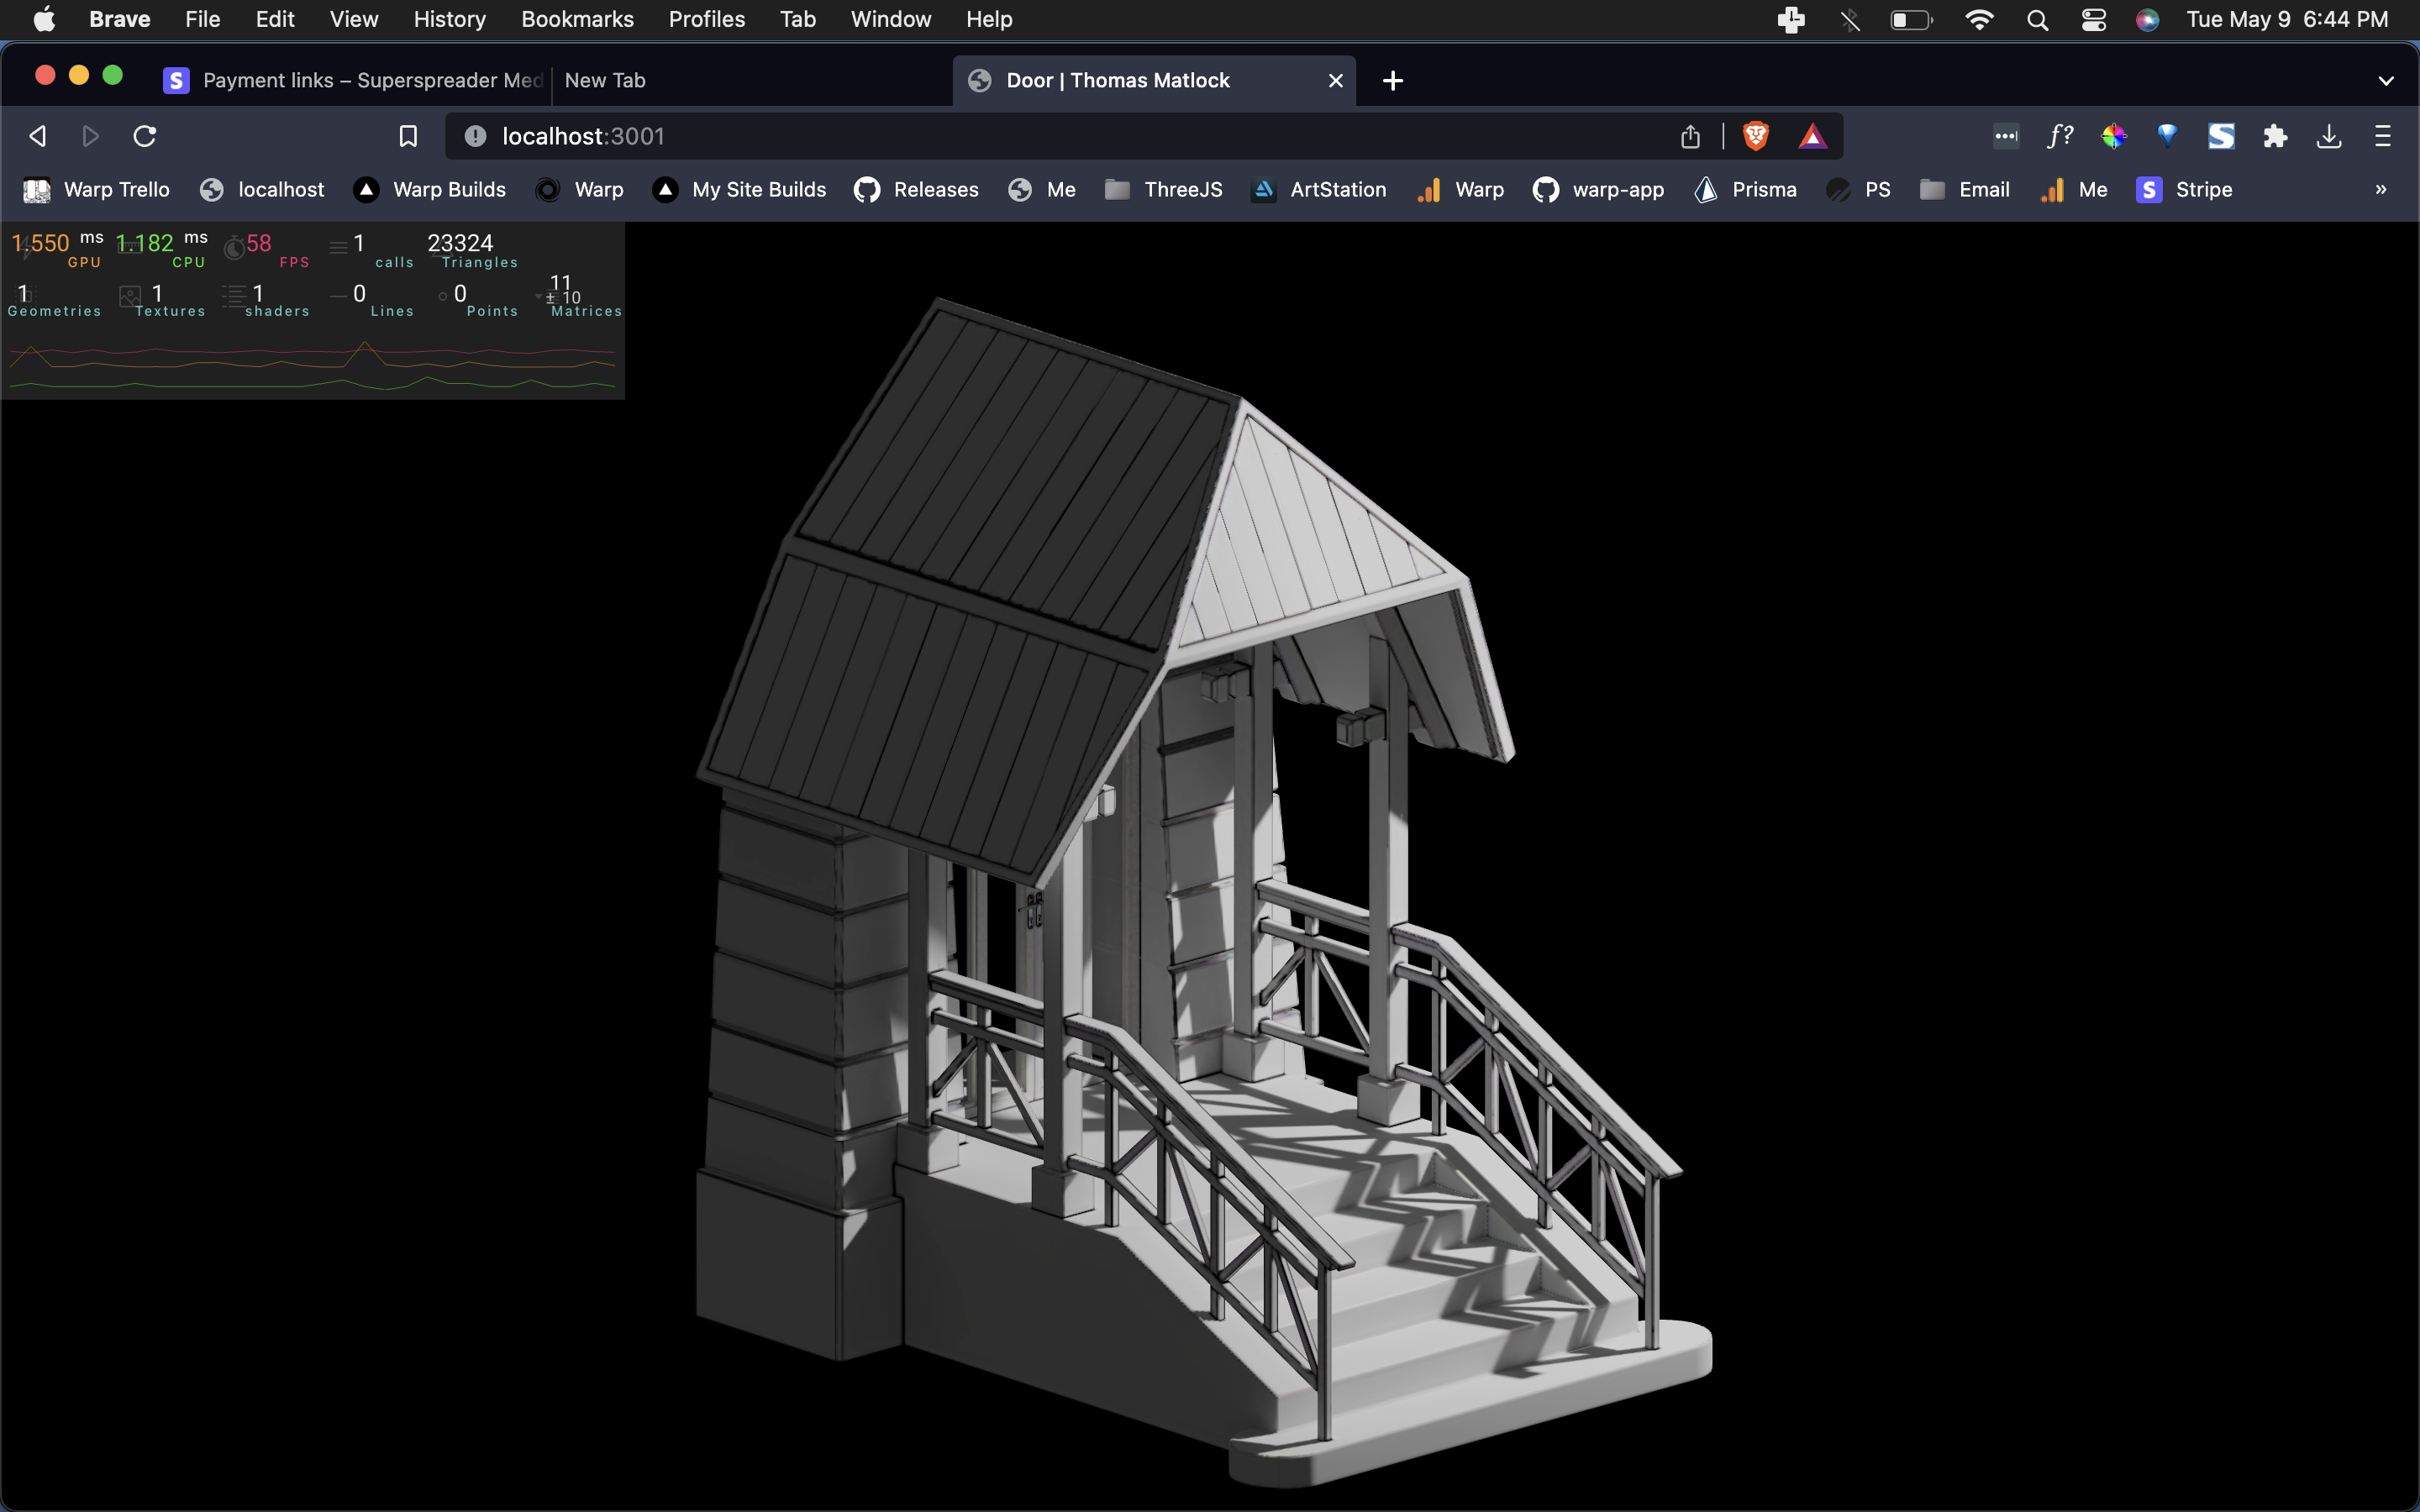 Brave File Edit View History Bookmarks Profiles Tab Window Help Tue May 9 6:44 PM
S Payment links – Superspreader Med New Tab Door | Thomas Matlock
localhost:3001 f?
Warp Trello localhost Warp Builds Warp My Site Builds Releases Me ThreeJS ArtStation Warp warp-app Prisma PS Email Me S Stripe »
1.550 ms 1.182 ms 58 1 23324
GPU CPU FPS calls Triangles
1 1 1 0 0 11 ± 10
Geometries Textures shaders Lines Points Matrices